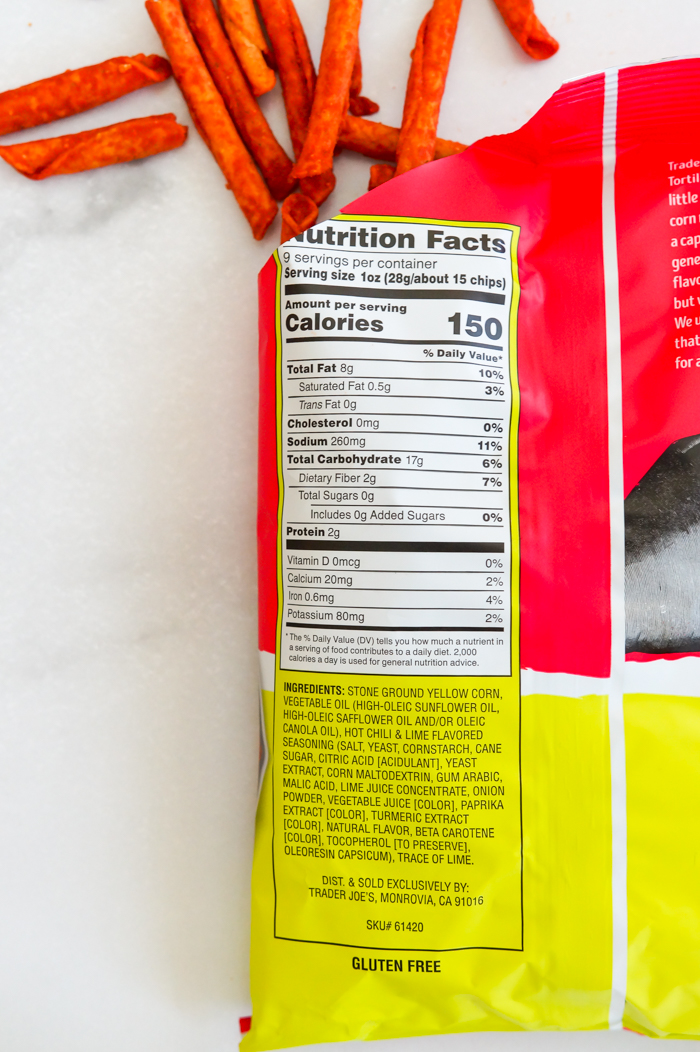 Nutrition Facts
9 servings per container
Serving size 1oz (28g/about 15 chips)
Amount per serving
Calories 150
% Daily Value*
Total Fat 8g 10%
Saturated Fat 0.5g 3%
Trans Fat 0g
Cholesterol 0mg 0%
Sodium 260mg 11%
Total Carbohydrate 17g 6%
Dietary Fiber 2g 7%
Total Sugars 0g
Includes 0g Added Sugars 0%
Protein 2g
Vitamin D 0mcg 0%
Calcium 20mg 2%
Iron 0.6mg 4%
Potassium 80mg 2%
* The % Daily Value (DV) tells you how much a nutrient in
a serving of food contributes to a daily diet. 2,000
calories a day is used for general nutrition advice.
INGREDIENTS: STONE GROUND YELLOW CORN,
VEGETABLE OIL (HIGH-OLEIC SUNFLOWER OIL,
HIGH-OLEIC SAFFLOWER OIL AND/OR OLEIC
CANOLA OIL), HOT CHILI & LIME FLAVORED
SEASONING (SALT, YEAST, CORNSTARCH, CANE
SUGAR, CITRIC ACID [ACIDULANT], YEAST
EXTRACT, CORN MALTODEXTRIN, GUM ARABIC,
MALIC ACID, LIME JUICE CONCENTRATE, ONION
POWDER, VEGETABLE JUICE [COLOR], PAPRIKA
EXTRACT [COLOR], TURMERIC EXTRACT
[COLOR], NATURAL FLAVOR, BETA CAROTENE
[COLOR], TOCOPHEROL [TO PRESERVE],
OLEORESIN CAPSICUM), TRACE OF LIME.
DIST. & SOLD EXCLUSIVELY BY:
TRADER JOE'S, MONROVIA, CA 91016
SKU# 61420
GLUTEN FREE
Trade
Tortil
little
corn
a cap
gene
flavo
but
We u
that
for a